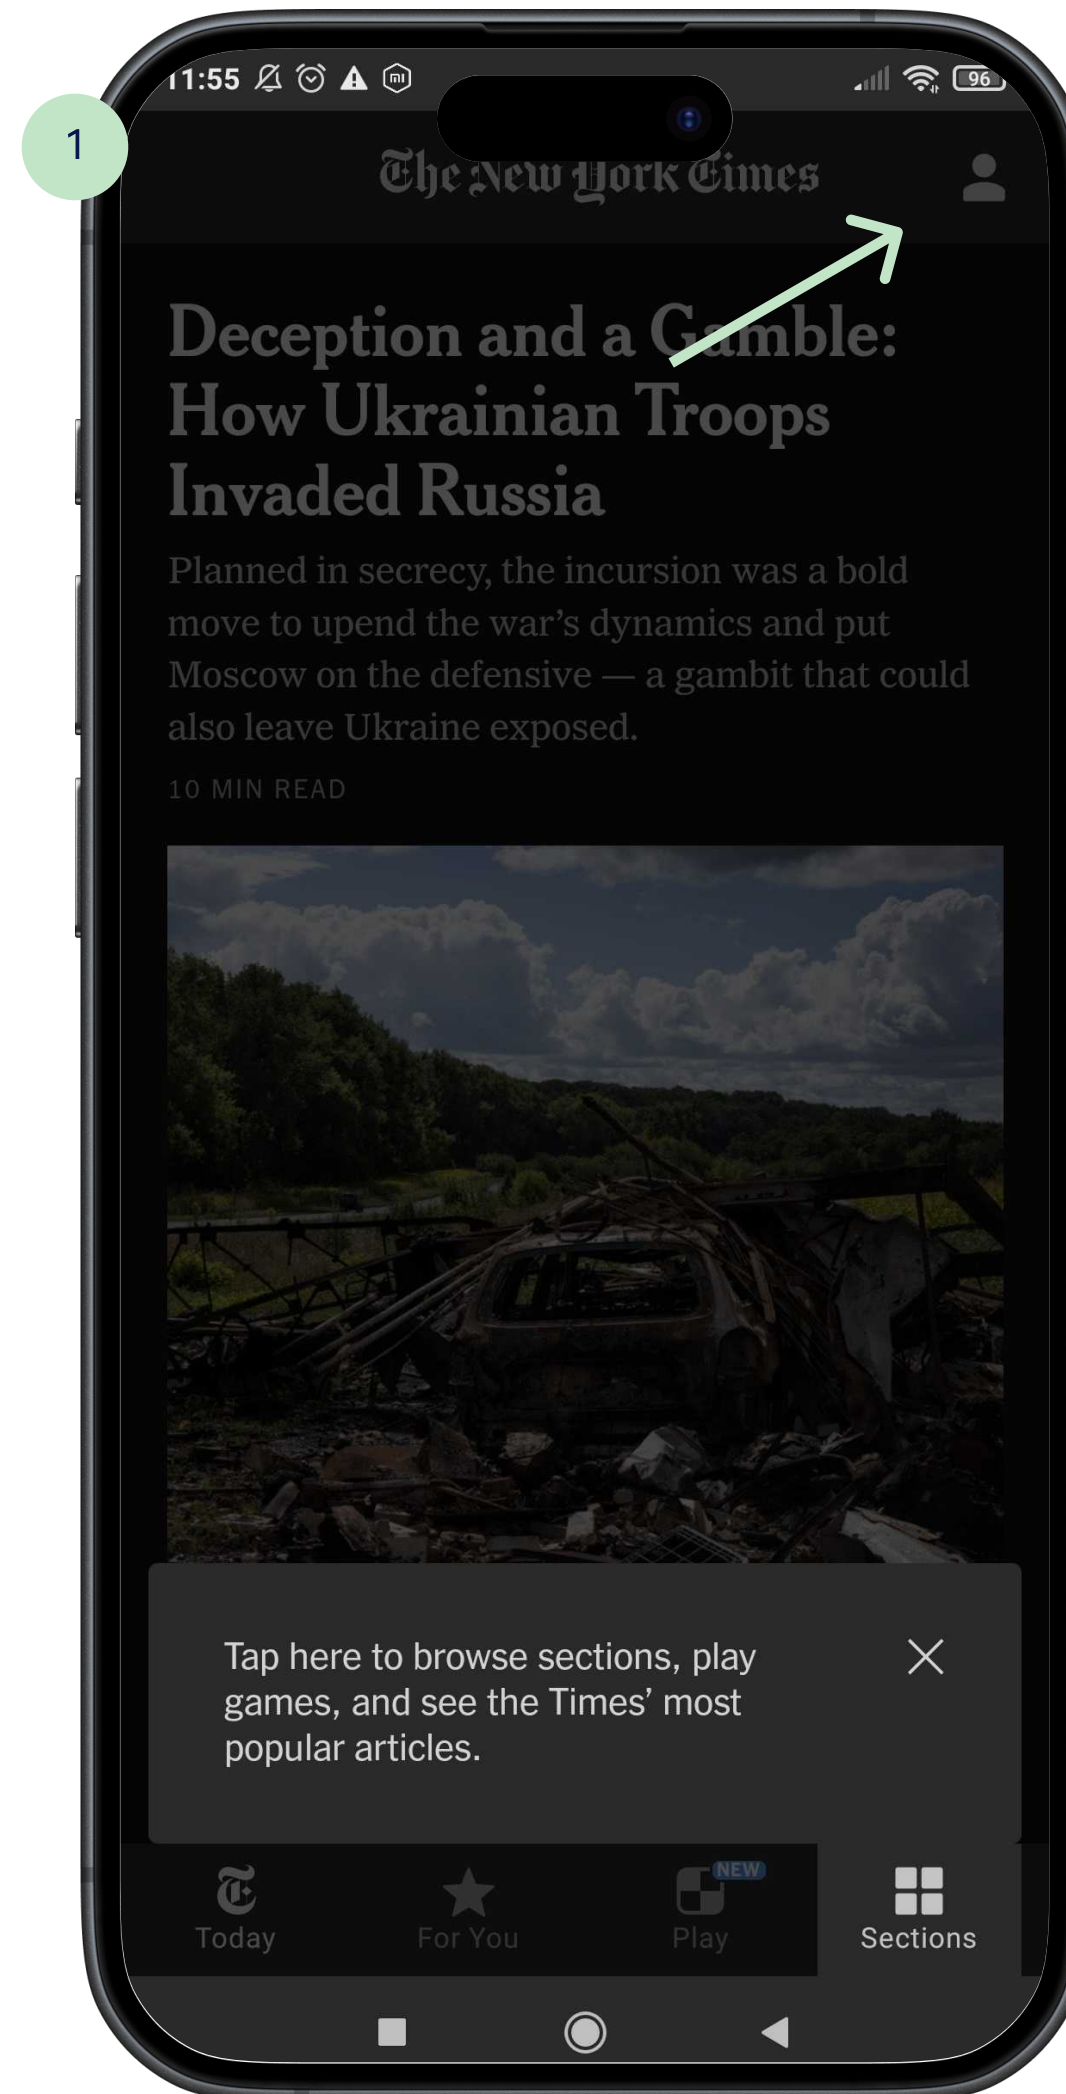 1
11:55
96
The New York Times
Deception and a Gamble:
How Ukrainian Troops
Invaded Russia
Planned in secrecy, the incursion was a bold
move to upend the war’s dynamics and put
Moscow on the defensive — a gambit that could
also leave Ukraine exposed.
10 MIN READ
Tap here to browse sections, play
games, and see the Times’ most
popular articles.
NEW
Today
For You
Play
Sections